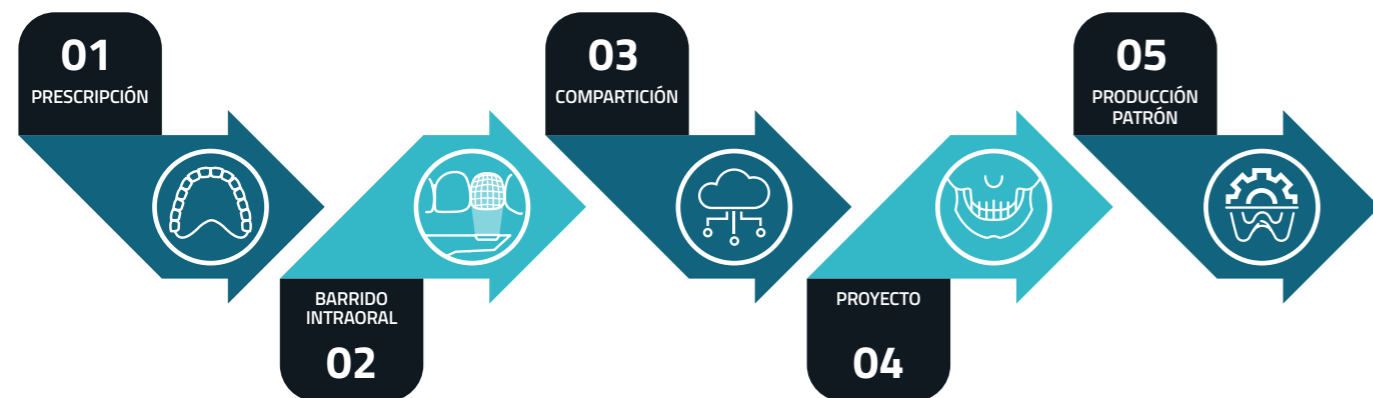 01
PRESCRIPCIÓN
BARRIDO
INTRAORAL
02
03
COMPARTICIÓN
PROYECTO
04
05
PRODUCCIÓN
PATRÓN